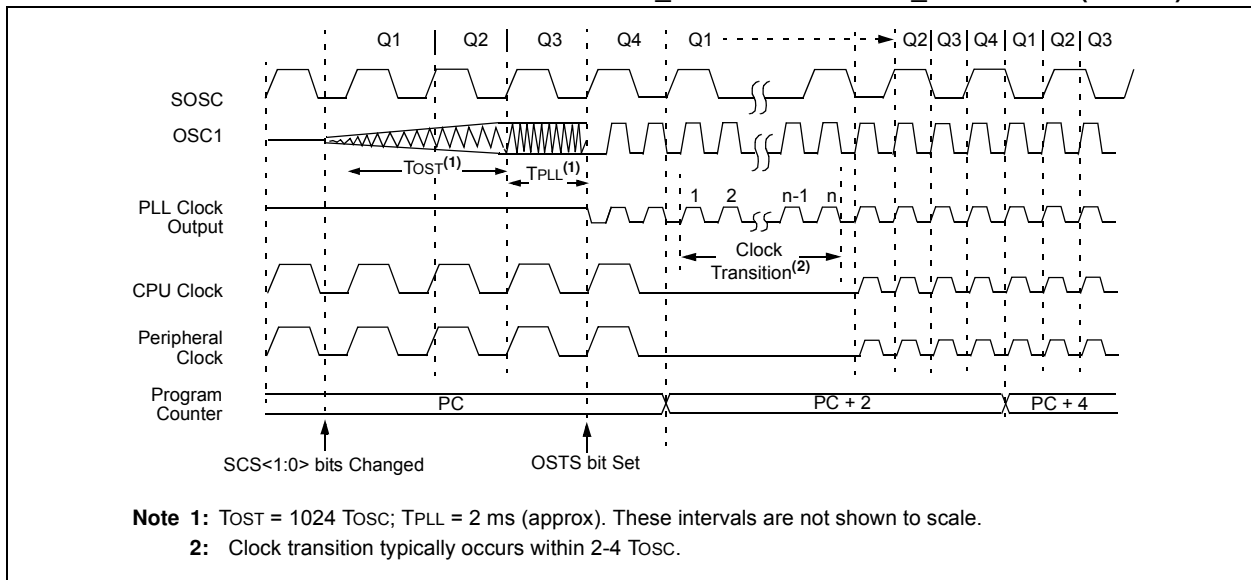 Q1 Q2 Q3 Q4 Q1 Q2 Q3 Q4 Q1 Q2 Q3
SOSC
OSC1
TOST(1)
TPLL(1)
PLL Clock
Output
1 2 n-1 n
Clock
Transition(2)
CPU Clock
Peripheral
Clock
Program
Counter
PC PC + 2 PC + 4
SCS<1:0> bits Changed OSTS bit Set
Note 1: TOST = 1024 TOSC; TPLL = 2 ms (approx). These intervals are not shown to scale.
2: Clock transition typically occurs within 2-4 TOSC.